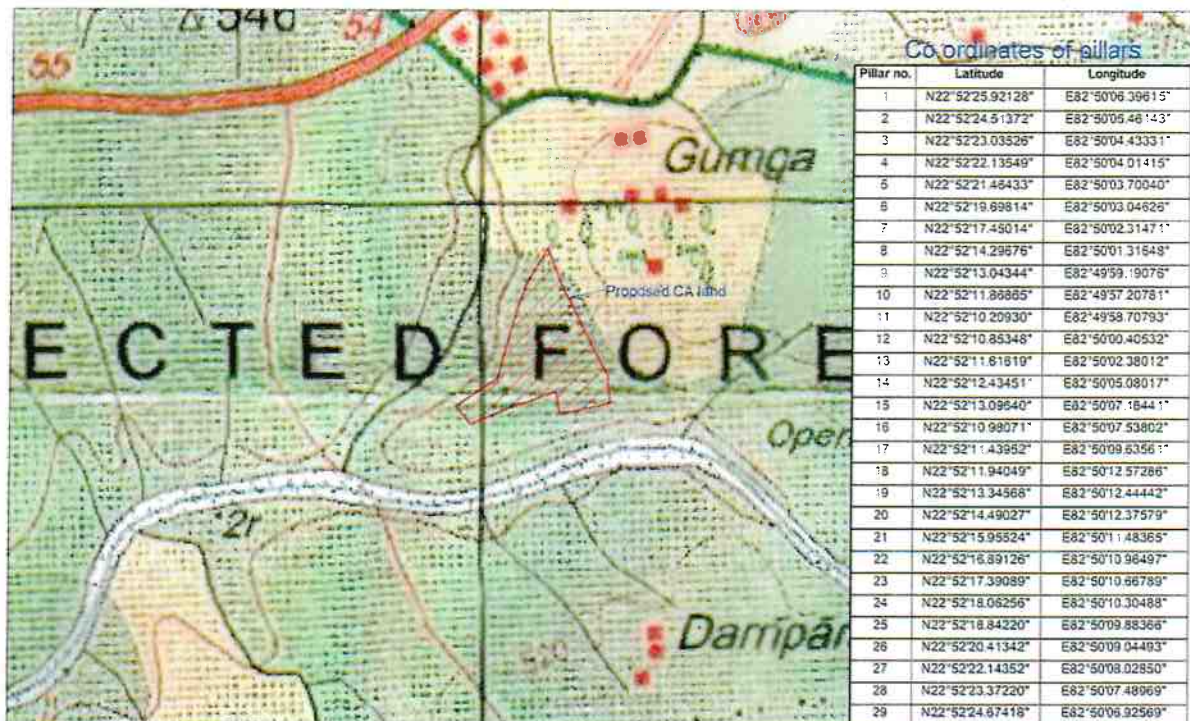 △ 546
54
55
Gumga
Proposed CA land
ECTED FORE
Open
2r
Darripār
520
Co ordinates of pillars
Pillar no. Latitude Longitude
1 N22°52'25.92128" E82°50'06.39615"
2 N22°52'24.51372" E82°50'05.46143"
3 N22°52'23.03526" E82°50'04.43331"
4 N22°52'22.13549" E82°50'04.01415"
5 N22°52'21.46433" E82°50'03.70040"
6 N22°52'19.69814" E82°50'03.04626"
7 N22°52'17.45014" E82°50'02.31471"
8 N22°52'14.29676" E82°50'01.31648"
9 N22°52'13.04344" E82°49'59.19076"
10 N22°52'11.86865" E82°49'57.20781"
11 N22°52'10.20930" E82°49'58.70793"
12 N22°52'10.85348" E82°50'00.40532"
13 N22°52'11.61619" E82°50'02.38012"
14 N22°52'12.43451" E82°50'05.08017"
15 N22°52'13.09640" E82°50'07.18441"
16 N22°52'10.98071" E82°50'07.53802"
17 N22°52'11.43952" E82°50'09.63561"
18 N22°52'11.94049" E82°50'12.57286"
19 N22°52'13.34568" E82°50'12.44442"
20 N22°52'14.49027" E82°50'12.37579"
21 N22°52'15.95524" E82°50'11.48365"
22 N22°52'16.89126" E82°50'10.96497"
23 N22°52'17.39089" E82°50'10.66789"
24 N22°52'18.06256" E82°50'10.30488"
25 N22°52'18.84220" E82°50'09.88366"
26 N22°52'20.41342" E82°50'09.04493"
27 N22°52'22.14352" E82°50'08.02850"
28 N22°52'23.37220" E82°50'07.48969"
29 N22°52'24.67418" E82°50'06.92569"